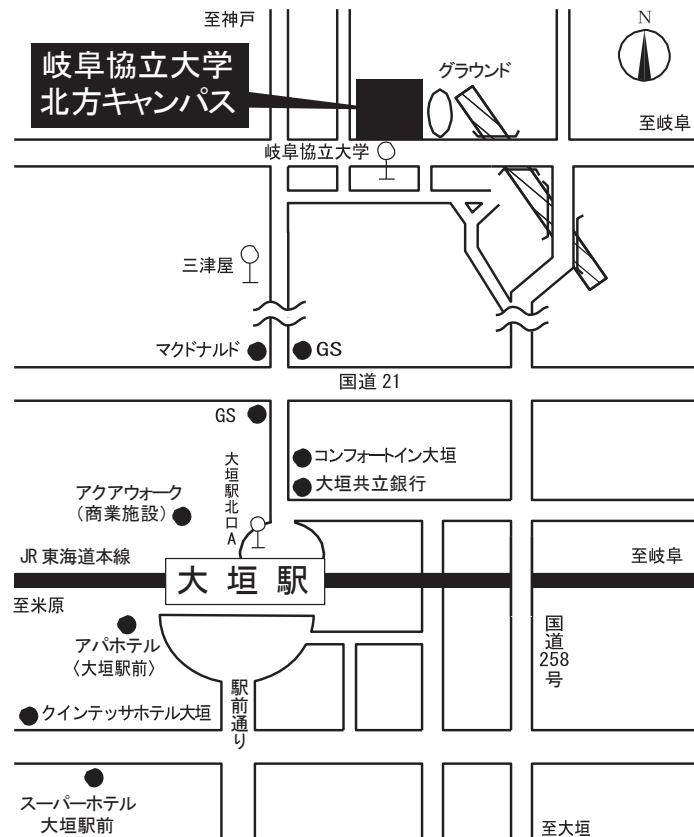 至神戸
N
岐阜協立大学
北方キャンパス
グラウンド
至岐阜
岐阜協立大学
三津屋
マクドナルド
GS
国道 21
GS
大垣駅北口A
コンフォートイン大垣
大垣共立銀行
アクアウォーク
（商業施設）
JR 東海道本線
至岐阜
大垣駅
至米原
アパホテル
〈大垣駅前〉
国道258号
駅前通り
クインテッサホテル大垣
スーパーホテル
大垣駅前
至大垣